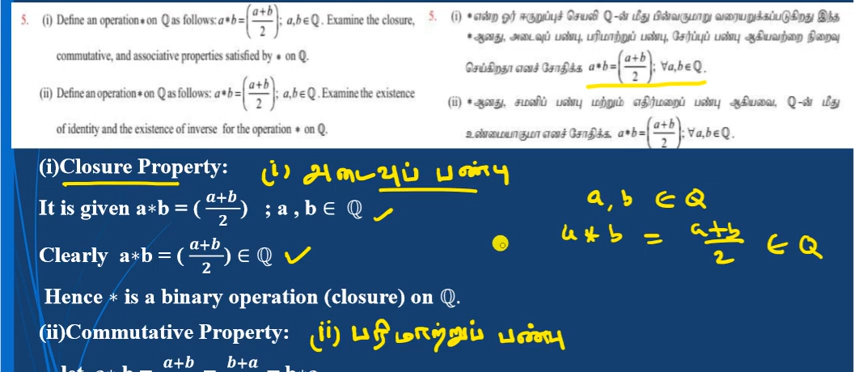 5. (i) Define an operation∗on Q as follows: a∗b=(a+b/2); a,b∈Q. Examine the closure,
commutative, and associative properties satisfied by ∗ on Q.
(ii) Define an operation∗on Q as follows: a∗b=(a+b/2); a,b∈Q. Examine the existence
of identity and the existence of inverse for the operation ∗ on Q.
5. (i) ∗என்ற ஓர் ஈருறுப்புச் செயலி Q-ன் மீது பின்வருமாறு வரையறுக்கப்படுகிறது இந்த
∗ ஆனது, அடைவுப் பண்பு, பரிமாற்றுப் பண்பு, சேர்ப்புப் பண்பு ஆகியவற்றை நிறைவு
செய்கிறதா எனச் சோதிக்க a∗b=(a+b/2); ∀a,b∈Q.
(ii) ∗ ஆனது, சமனிப் பண்பு மற்றும் எதிர்மறைப் பண்பு ஆகியவை, Q-ன் மீது
உண்மையாகுமா எனச் சோதிக்க. a∗b=(a+b/2); ∀a,b∈Q.
(i)Closure Property: (i) அடைவுப் பண்பு
It is given a∗b = (a+b/2) ; a , b ∈ ℚ ✓
Clearly a∗b = (a+b/2) ∈ ℚ ✓
Hence ∗ is a binary operation (closure) on ℚ.
a, b ∈ Q
a * b = a+b/2 ∈ Q
(ii)Commutative Property: (ii) பரிமாற்றுப் பண்பு
a+b b+a